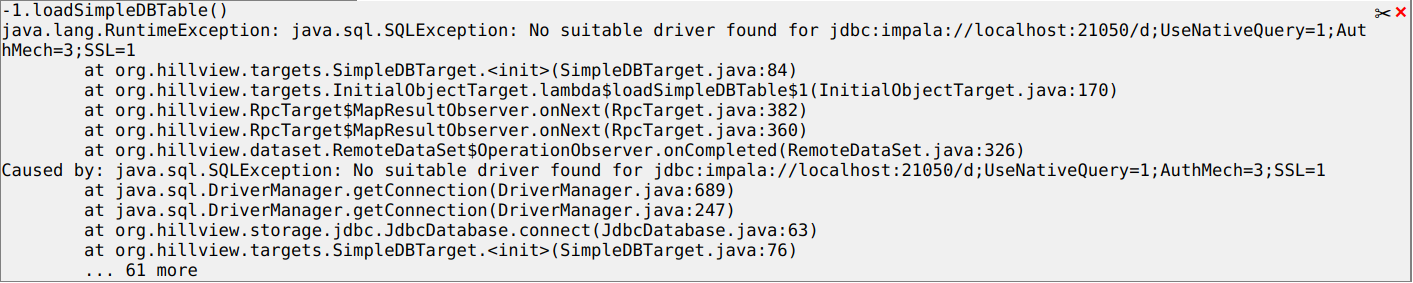 -1.loadSimpleDBTable()
java.lang.RuntimeException: java.sql.SQLException: No suitable driver found for jdbc:impala://localhost:21050/d;UseNativeQuery=1;Aut
hMech=3;SSL=1
        at org.hillview.targets.SimpleDBTarget.<init>(SimpleDBTarget.java:84)
        at org.hillview.targets.InitialObjectTarget.lambda$loadSimpleDBTable$1(InitialObjectTarget.java:170)
        at org.hillview.RpcTarget$MapResultObserver.onNext(RpcTarget.java:382)
        at org.hillview.RpcTarget$MapResultObserver.onNext(RpcTarget.java:360)
        at org.hillview.dataset.RemoteDataSet$OperationObserver.onCompleted(RemoteDataSet.java:326)
Caused by: java.sql.SQLException: No suitable driver found for jdbc:impala://localhost:21050/d;UseNativeQuery=1;AuthMech=3;SSL=1
        at java.sql.DriverManager.getConnection(DriverManager.java:689)
        at java.sql.DriverManager.getConnection(DriverManager.java:247)
        at org.hillview.storage.jdbc.JdbcDatabase.connect(JdbcDatabase.java:63)
        at org.hillview.targets.SimpleDBTarget.<init>(SimpleDBTarget.java:76)
        ... 61 more